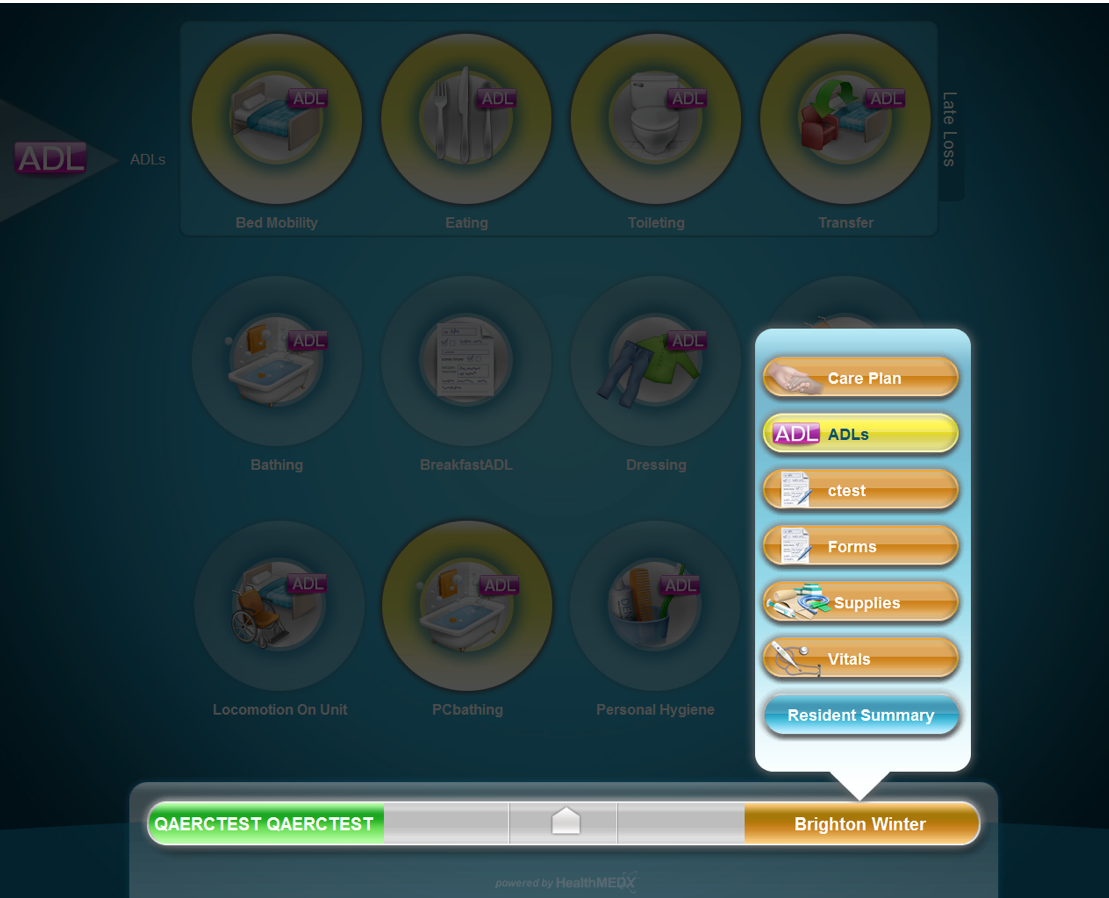 ADL
ADLs
ADL
ADL
ADL
ADL
Late Loss
Bed Mobility
Eating
Toileting
Transfer
ADL
ADL
Bathing
BreakfastADL
Dressing
ADL
ADL
ADL
Locomotion On Unit
PCbathing
Personal Hygiene
Care Plan
ADL ADLs
ctest
Forms
Supplies
Vitals
Resident Summary
QAERCTEST QAERCTEST
Brighton Winter
powered by HealthMEDX